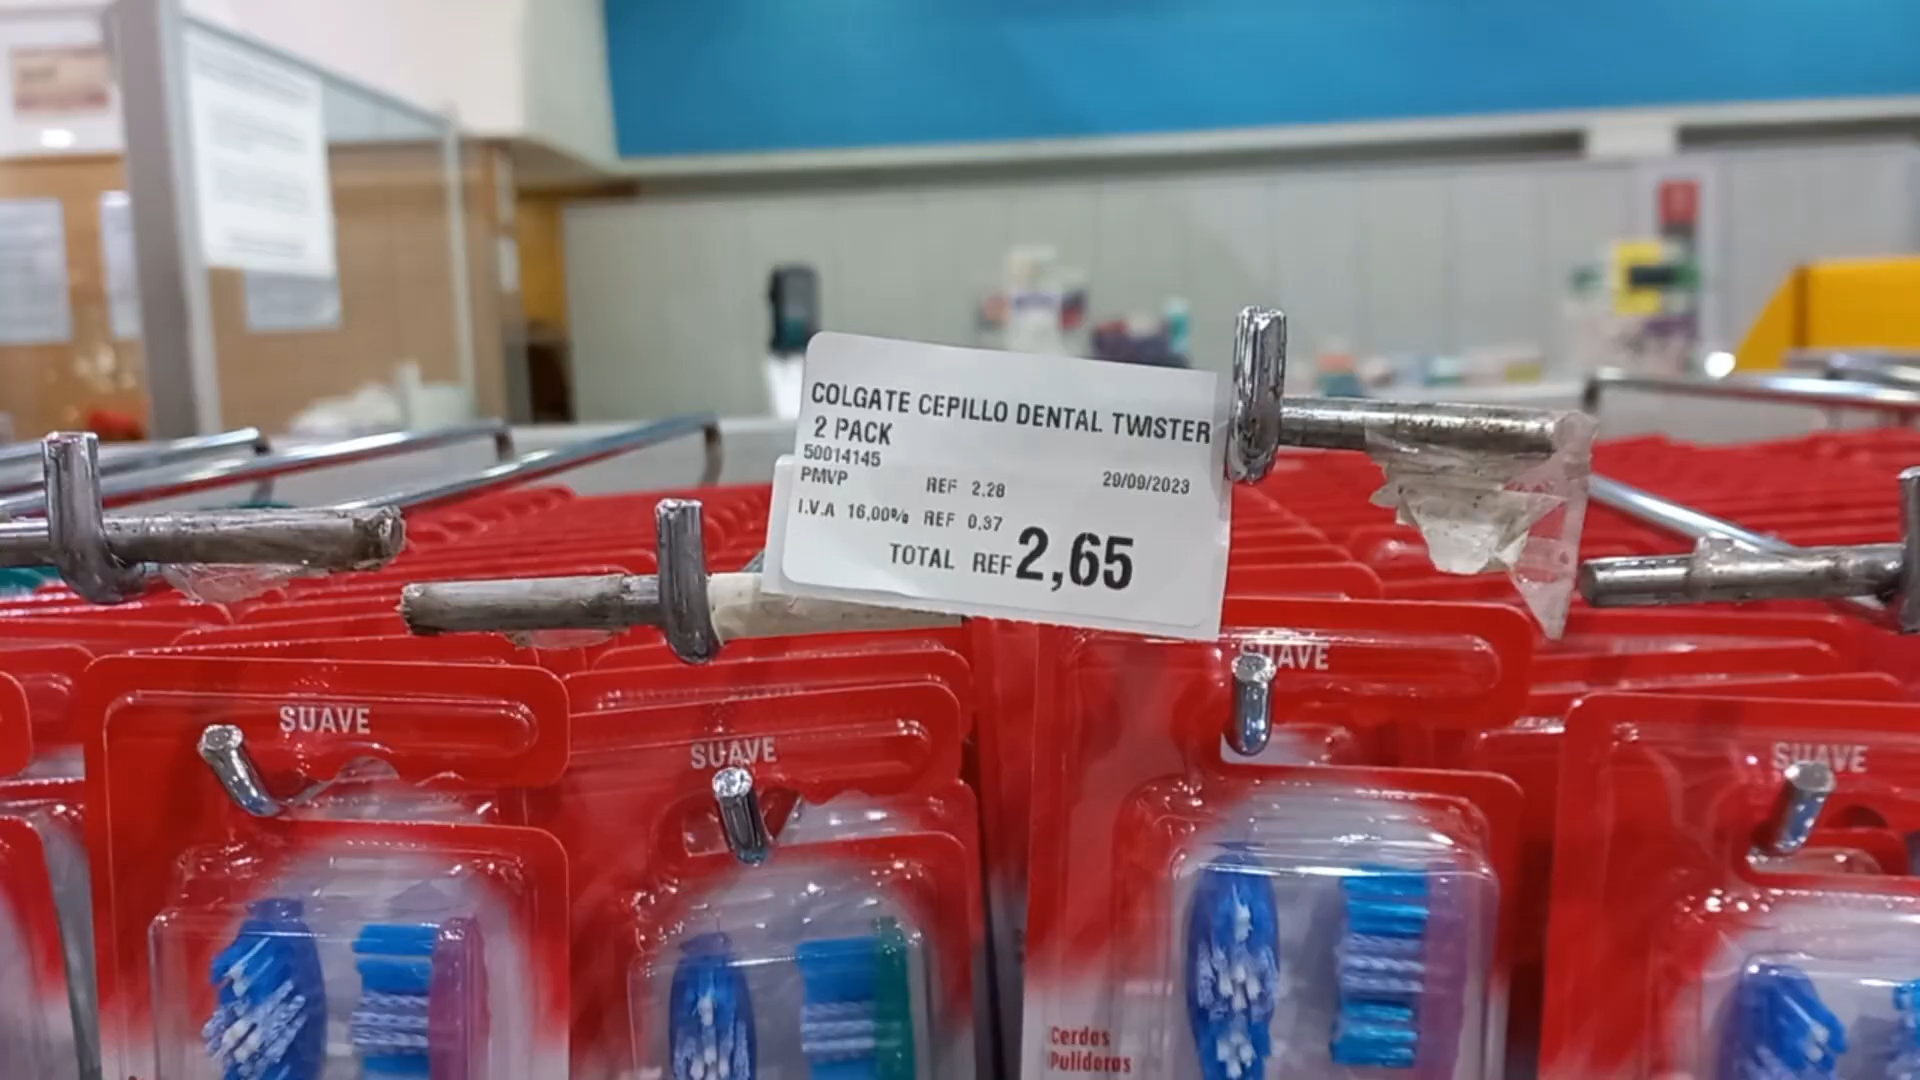 COLGATE CEPILLO DENTAL TWISTER
2 PACK
50014145
PMVP REF 2,28 29/09/2023
I.V.A 16,00% REF 0,37
TOTAL REF 2,65
SUAVE
SUAVE
SUAVE
SUAVE
Cerdas
Pulidoras